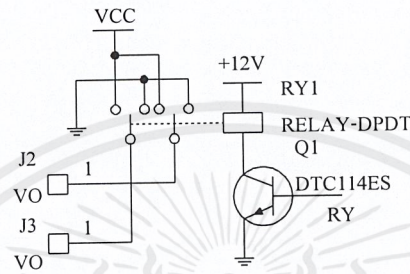 VCC
+12V
RY1
RELAY-DPDT
Q1
J2
1
VO
DTC114ES
RY
J3
1
VO